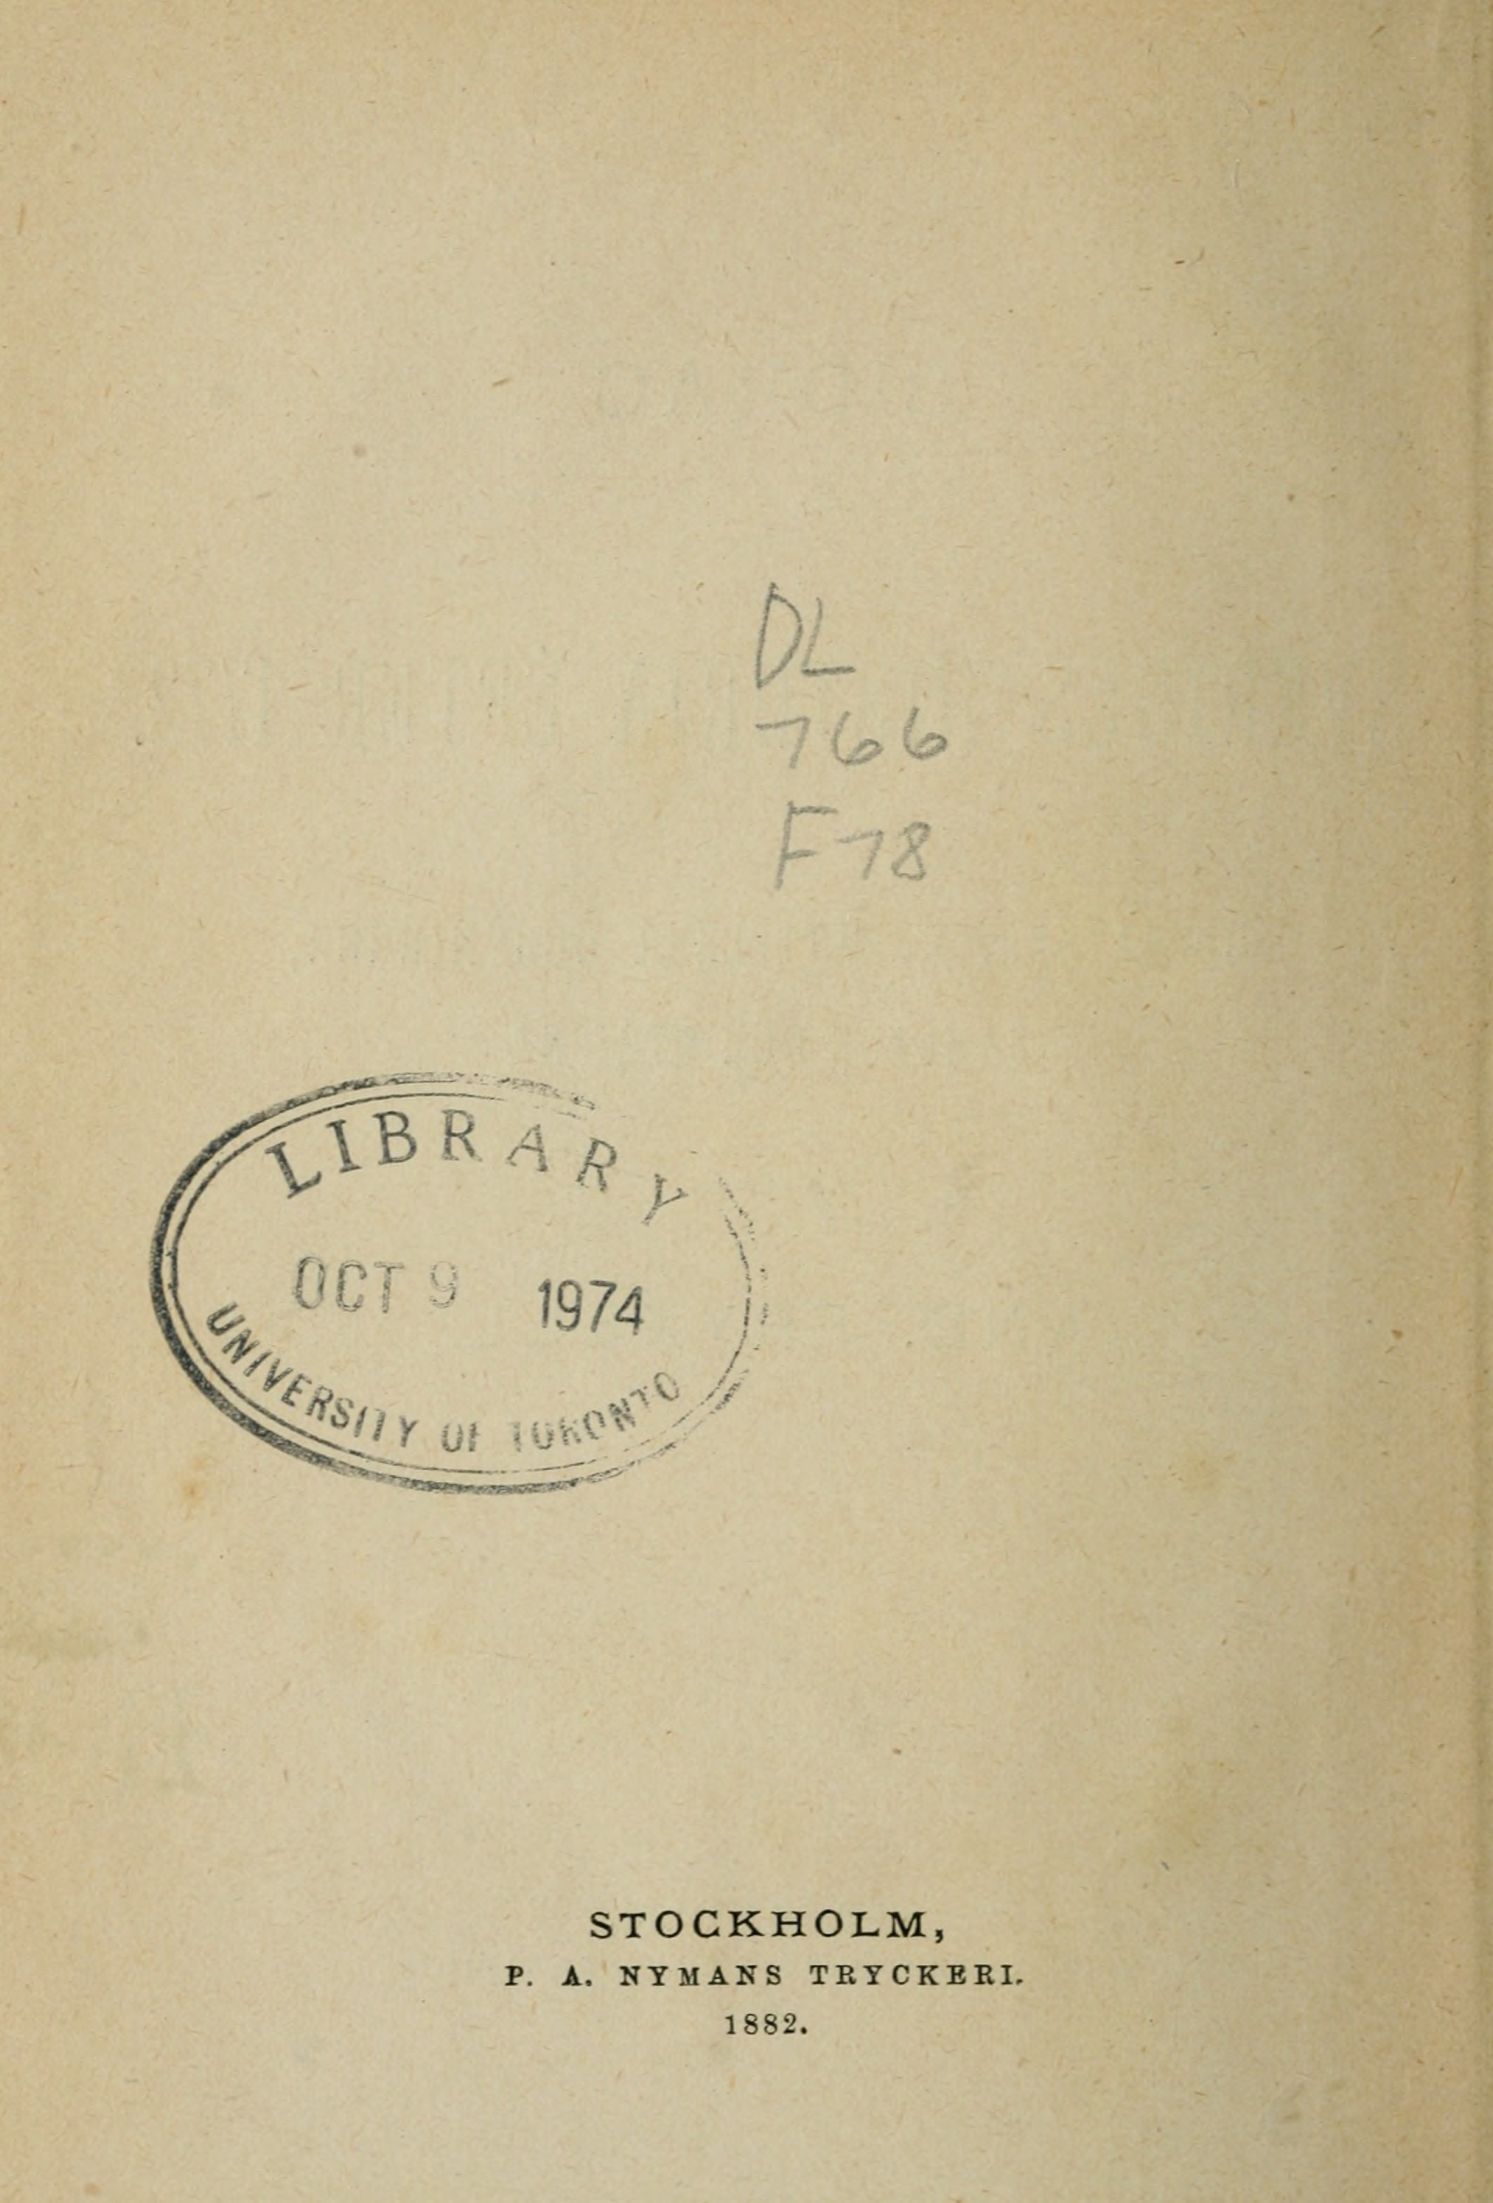 DL
766
F78
LIBRARY
OCT 9 1974
UNIVERSITY OF TORONTO
STOCKHOLM,
P. A. NYMANS TRYCKERI.
1882.